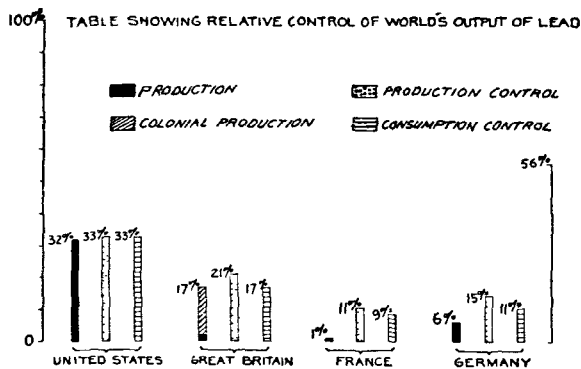 100%
TABLE SHOWING RELATIVE CONTROL OF WORLD'S OUTPUT OF LEAD
PRODUCTION
PRODUCTION CONTROL
COLONIAL PRODUCTION
CONSUMPTION CONTROL
56%
32% 33% 33%
17% 21% 17%
1% 11% 9%
6% 15% 11%
0
UNITED STATES GREAT BRITAIN FRANCE GERMANY